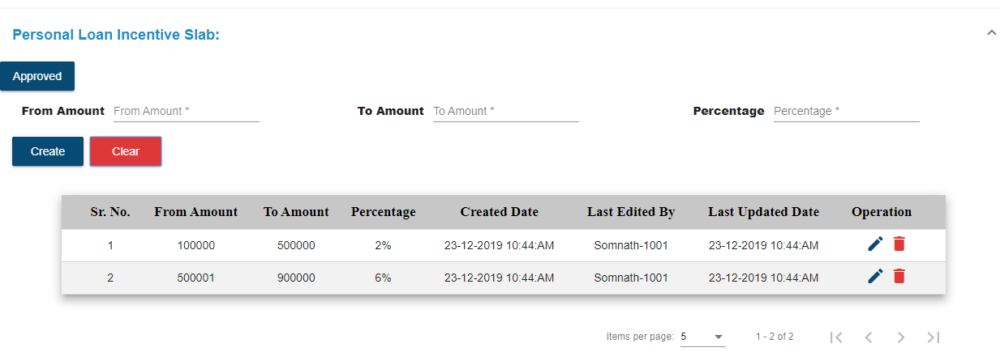 Personal Loan Incentive Slab:
Approved
From Amount From Amount * To Amount To Amount * Percentage Percentage *
Create Clear
Sr. No. From Amount To Amount Percentage Created Date Last Edited By Last Updated Date Operation
1 100000 500000 2% 23-12-2019 10:44:AM Somnath-1001 23-12-2019 10:44:AM
2 500001 900000 6% 23-12-2019 10:44:AM Somnath-1001 23-12-2019 10:44:AM
Items per page: 5 1 - 2 of 2